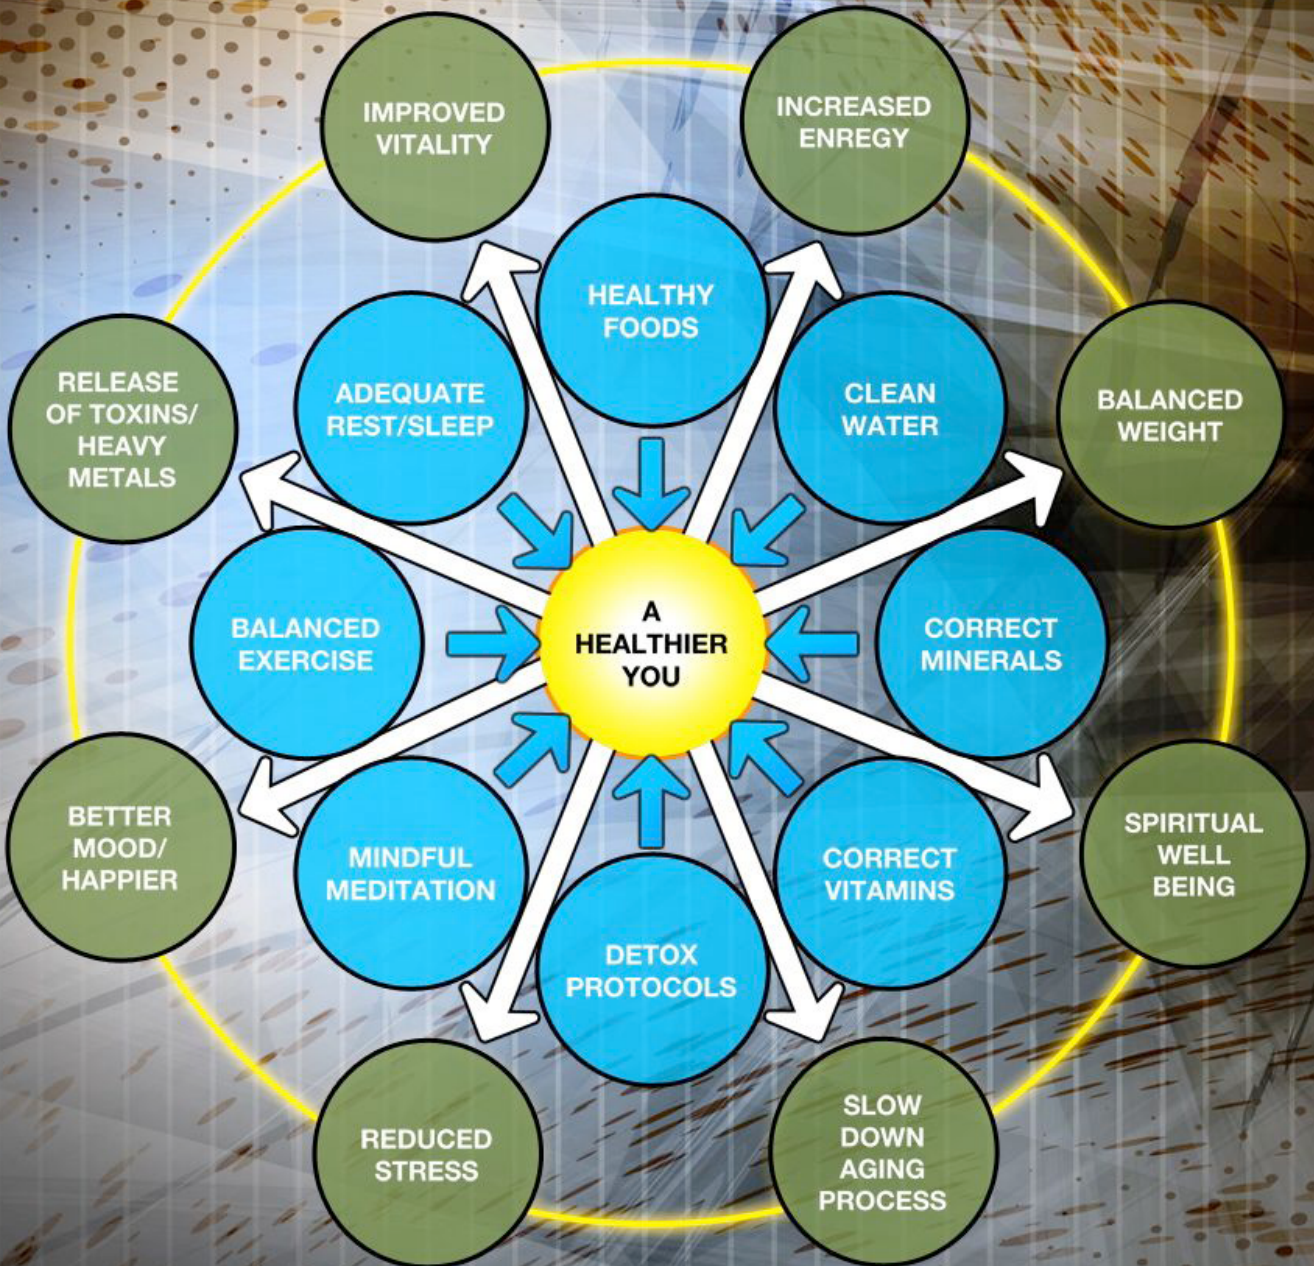 IMPROVED
VITALITY
INCREASED
ENREGY
HEALTHY
FOODS
ADEQUATE
REST/SLEEP
CLEAN
WATER
RELEASE
OF TOXINS/
HEAVY
METALS
BALANCED
WEIGHT
BALANCED
EXERCISE
A
HEALTHIER
YOU
CORRECT
MINERALS
BETTER
MOOD/
HAPPIER
MINDFUL
MEDITATION
CORRECT
VITAMINS
SPIRITUAL
WELL
BEING
DETOX
PROTOCOLS
REDUCED
STRESS
SLOW
DOWN
AGING
PROCESS